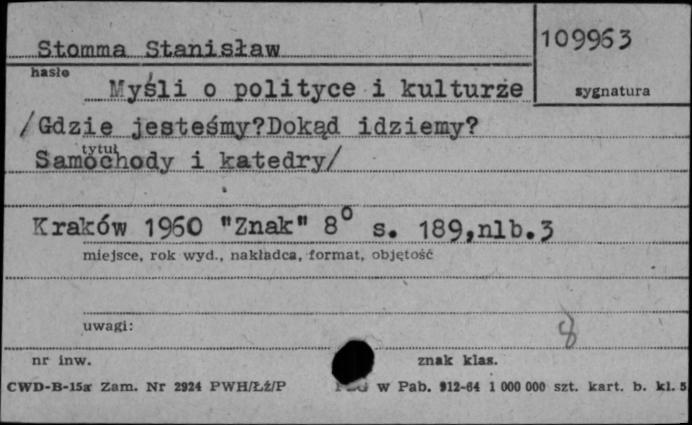 Stomma Stanisław
109963
hasło
Myśli o polityce i kulturze
sygnatura
/Gdzie jesteśmy?Dokąd idziemy?
tytuł
Samochody i katedry/
Kraków 1960 "Znak" 8° s. 189,nlb.3
miejsce, rok wyd., nakładca, format, objętość
uwagi:
8
nr inw.
znak klas.
CWD-B-15a Zam. Nr 2924 PWH/Łź/P w Pab. 912-64 1 000 000 szt. kart. b. kl. 5